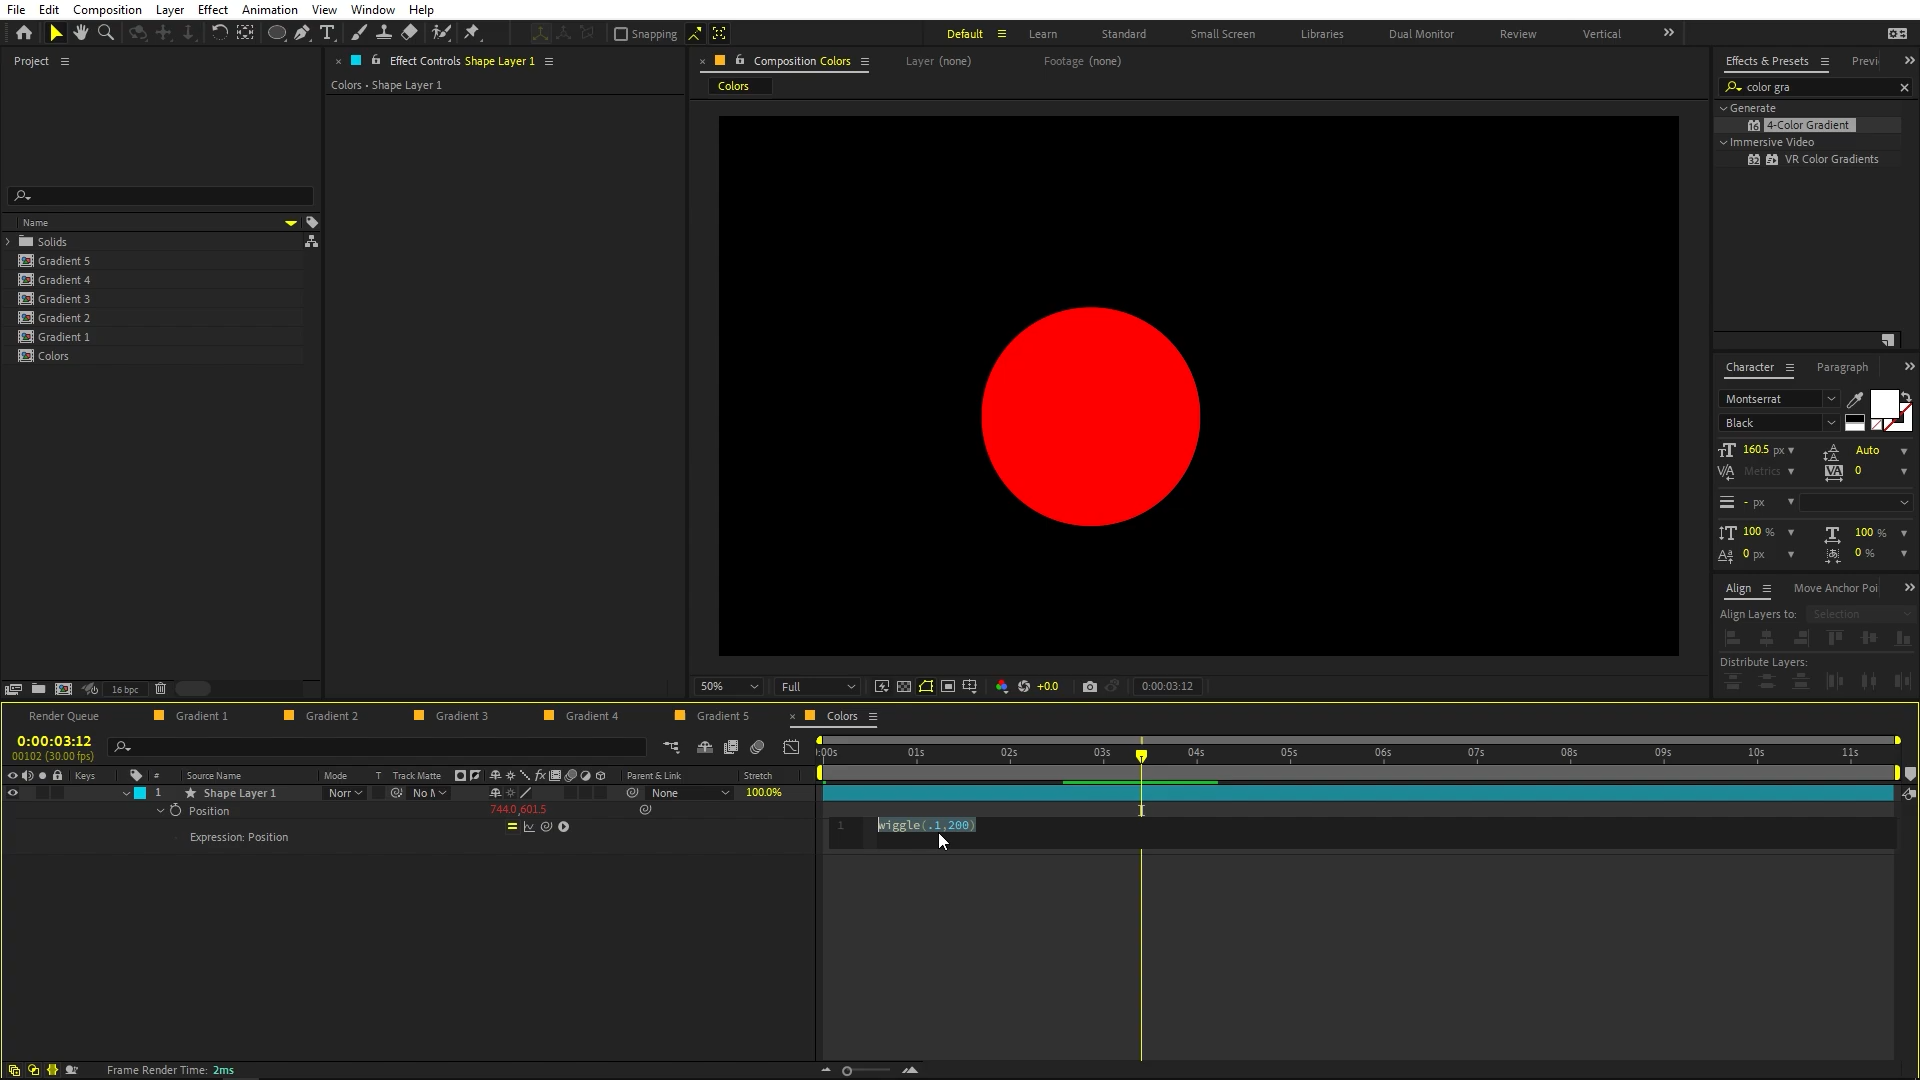 File Edit Composition Layer Effect Animation View Window Help
Snapping
Default Learn Standard Small Screen Libraries Dual Monitor Review Vertical
Project
Name
Solids
Gradient 5
Gradient 4
Gradient 3
Gradient 2
Gradient 1
Colors
16 bpc
Effect Controls Shape Layer 1
Colors • Shape Layer 1
Composition Colors Layer (none) Footage (none)
Colors
50% Full +0.0 0:00:03:12
Effects & Presets Previ
color gra
Generate
16 4-Color Gradient
Immersive Video
32 VR Color Gradients
Character Paragraph
Montserrat
Black
160.5 px Auto
Metrics 0
- px
100 % 100 %
0 px 0 %
Align Move Anchor Poi
Align Layers to: Selection
Distribute Layers:
Render Queue Gradient 1 Gradient 2 Gradient 3 Gradient 4 Gradient 5 Colors
0:00:03:12
00102 (30.00 fps)
:00s 01s 02s 03s 04s 05s 06s 07s 08s 09s 10s 11s
Keys # Source Name Mode T Track Matte fx Parent & Link Stretch
1 Shape Layer 1 Norr No M None 100.0%
Position 744.0,601.5
1 wiggle(.1,200)
Expression: Position
Frame Render Time: 2ms